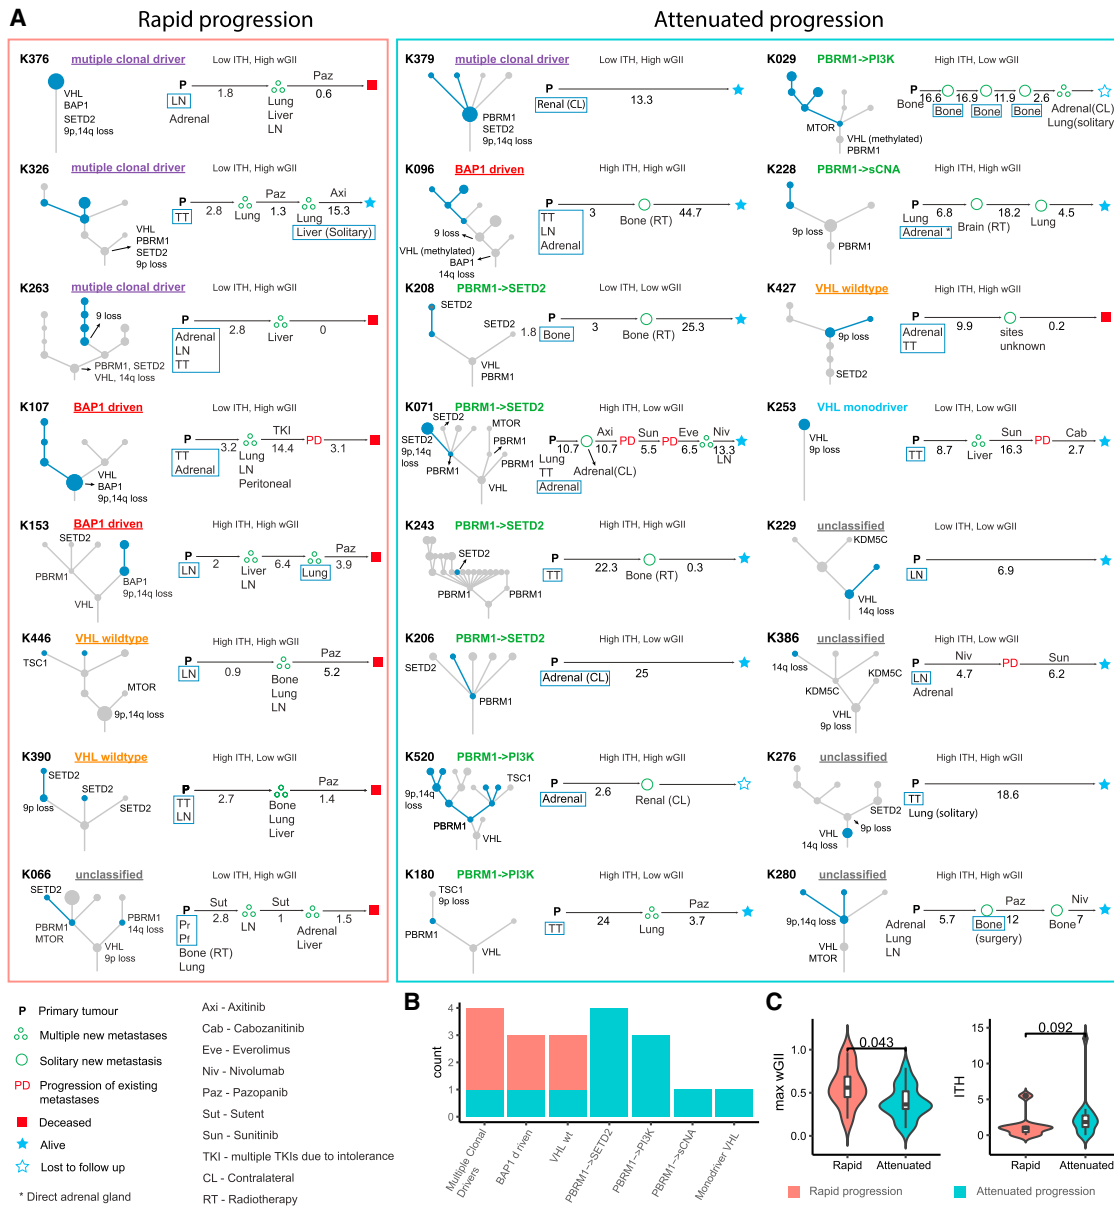 A
Rapid progression
Attenuated progression
K376
mutiple clonal driver
Low ITH, High wGII
VHL
BAP1
SETD2
9p,14q loss
P
LN
Adrenal
1.8
Lung
Liver
LN
Paz
0.6
K326
mutiple clonal driver
Low ITH, High wGII
VHL
PBRM1
SETD2
9p loss
P
TT
2.8
Lung
Paz
1.3
Lung
Liver (Solitary)
Axi
15.3
K263
mutiple clonal driver
Low ITH, High wGII
9 loss
PBRM1, SETD2
VHL, 14q loss
P
Adrenal
LN
TT
2.8
Liver
0
K107
BAP1 driven
Low ITH, High wGII
VHL
BAP1
9p,14q loss
P
TT
Adrenal
3.2
Lung
LN
Peritoneal
TKI
14.4
PD
3.1
K153
BAP1 driven
High ITH, High wGII
SETD2
PBRM1
BAP1
9p,14q loss
VHL
P
LN
2
Liver
LN
6.4
Lung
Paz
3.9
K446
VHL wildtype
High ITH, High wGII
TSC1
MTOR
9p,14q loss
P
LN
0.9
Bone
Lung
LN
Paz
5.2
K390
VHL wildtype
High ITH, Low wGII
SETD2
9p loss
SETD2
SETD2
P
TT
LN
2.7
Bone
Lung
Liver
Paz
1.4
K066
unclassified
Low ITH, High wGII
SETD2
PBRM1
MTOR
PBRM1
14q loss
VHL
9p loss
P
Pr
Pf
Bone (RT)
Lung
Sut
2.8
LN
Sut
1
Adrenal
Liver
1.5
K379
mutiple clonal driver
Low ITH, High wGII
PBRM1
SETD2
9p,14q loss
P
Renal (CL)
13.3
K096
BAP1 driven
High ITH, High wGII
9 loss
VHL (methylated)
BAP1
14q loss
P
TT
LN
Adrenal
3
Bone (RT)
44.7
K208
PBRM1->SETD2
Low ITH, Low wGII
SETD2
SETD2
VHL
PBRM1
1.8
P
Bone
3
Bone (RT)
25.3
K071
PBRM1->SETD2
High ITH, High wGII
SETD2
9p,14q
loss
SETD2
PBRM1
MTOR
PBRM1
PBRM1
VHL
P
Lung
TT
Adrenal
10.7
Adrenal(CL)
Axi
10.7
PD
Sun
5.5
PD
Eve
6.5
Niv
13.3
LN
K243
PBRM1->SETD2
High ITH, High wGII
SETD2
PBRM1
PBRM1
P
TT
22.3
Bone (RT)
0.3
K206
PBRM1->SETD2
High ITH, Low wGII
SETD2
PBRM1
P
Adrenal (CL)
25
K520
PBRM1->PI3K
High ITH, Low wGII
9p,14q
loss
TSC1
PBRM1
VHL
P
Adrenal
2.6
Renal (CL)
K180
PBRM1->PI3K
Low ITH, High wGII
TSC1
9p loss
PBRM1
VHL
P
TT
24
Lung
Paz
3.7
K029
PBRM1->PI3K
High ITH, Low wGII
MTOR
VHL (methylated)
PBRM1
P
Bone
16.6
Bone
16.9
Bone
11.9
Bone
2.6
Adrenal(CL)
Lung(solitary
K228
PBRM1->sCNA
High ITH, High wGII
9p loss
PBRM1
P
Lung
Adrenal *
6.8
Brain (RT)
18.2
Lung
4.5
K427
VHL wildtype
High ITH, High wGII
9p loss
SETD2
P
Adrenal
TT
9.9
sites
unknown
0.2
K253
VHL monodriver
Low ITH, Low wGII
VHL
9p loss
P
TT
8.7
Liver
Sun
16.3
PD
Cab
2.7
K229
unclassified
Low ITH, Low wGII
KDM5C
VHL
14q loss
P
LN
6.9
K386
unclassified
High ITH, Low wGII
14q loss
KDM5C
KDM5C
VHL
9p loss
P
LN
Adrenal
Niv
4.7
PD
Sun
6.2
K276
unclassified
High ITH, High wGII
SETD2
9p loss
VHL
14q loss
P
TT
Lung (solitary)
18.6
K280
unclassified
High ITH, High wGII
9p,14q loss
VHL
MTOR
P
Adrenal
Lung
LN
5.7
Bone
(surgery)
Paz
12
Bone
Niv
7
P Primary tumour
Multiple new metastases
Solitary new metastasis
PD Progression of existing
metastases
Deceased
Alive
Lost to follow up
* Direct adrenal gland
Axi - Axitinib
Cab - Cabozanitinib
Eve - Everolimus
Niv - Nivolumab
Paz - Pazopanib
Sut - Sutent
Sun - Sunitinib
TKI - multiple TKIs due to intolerance
CL - Contralateral
RT - Radiotherapy
B
count
4
3
2
1
0
Multiple Clonal
Drivers
BAP1 d riven
VHL wt
PBRM1->SETD2
PBRM1->PI3K
PBRM1->sCNA
Monodriver VHL
C
max wGII
1.0
0.5
0.0
0.043
Rapid
Attenuated
ITH
15
10
5
0
0.092
Rapid
Attenuated
Rapid progression
Attenuated progression